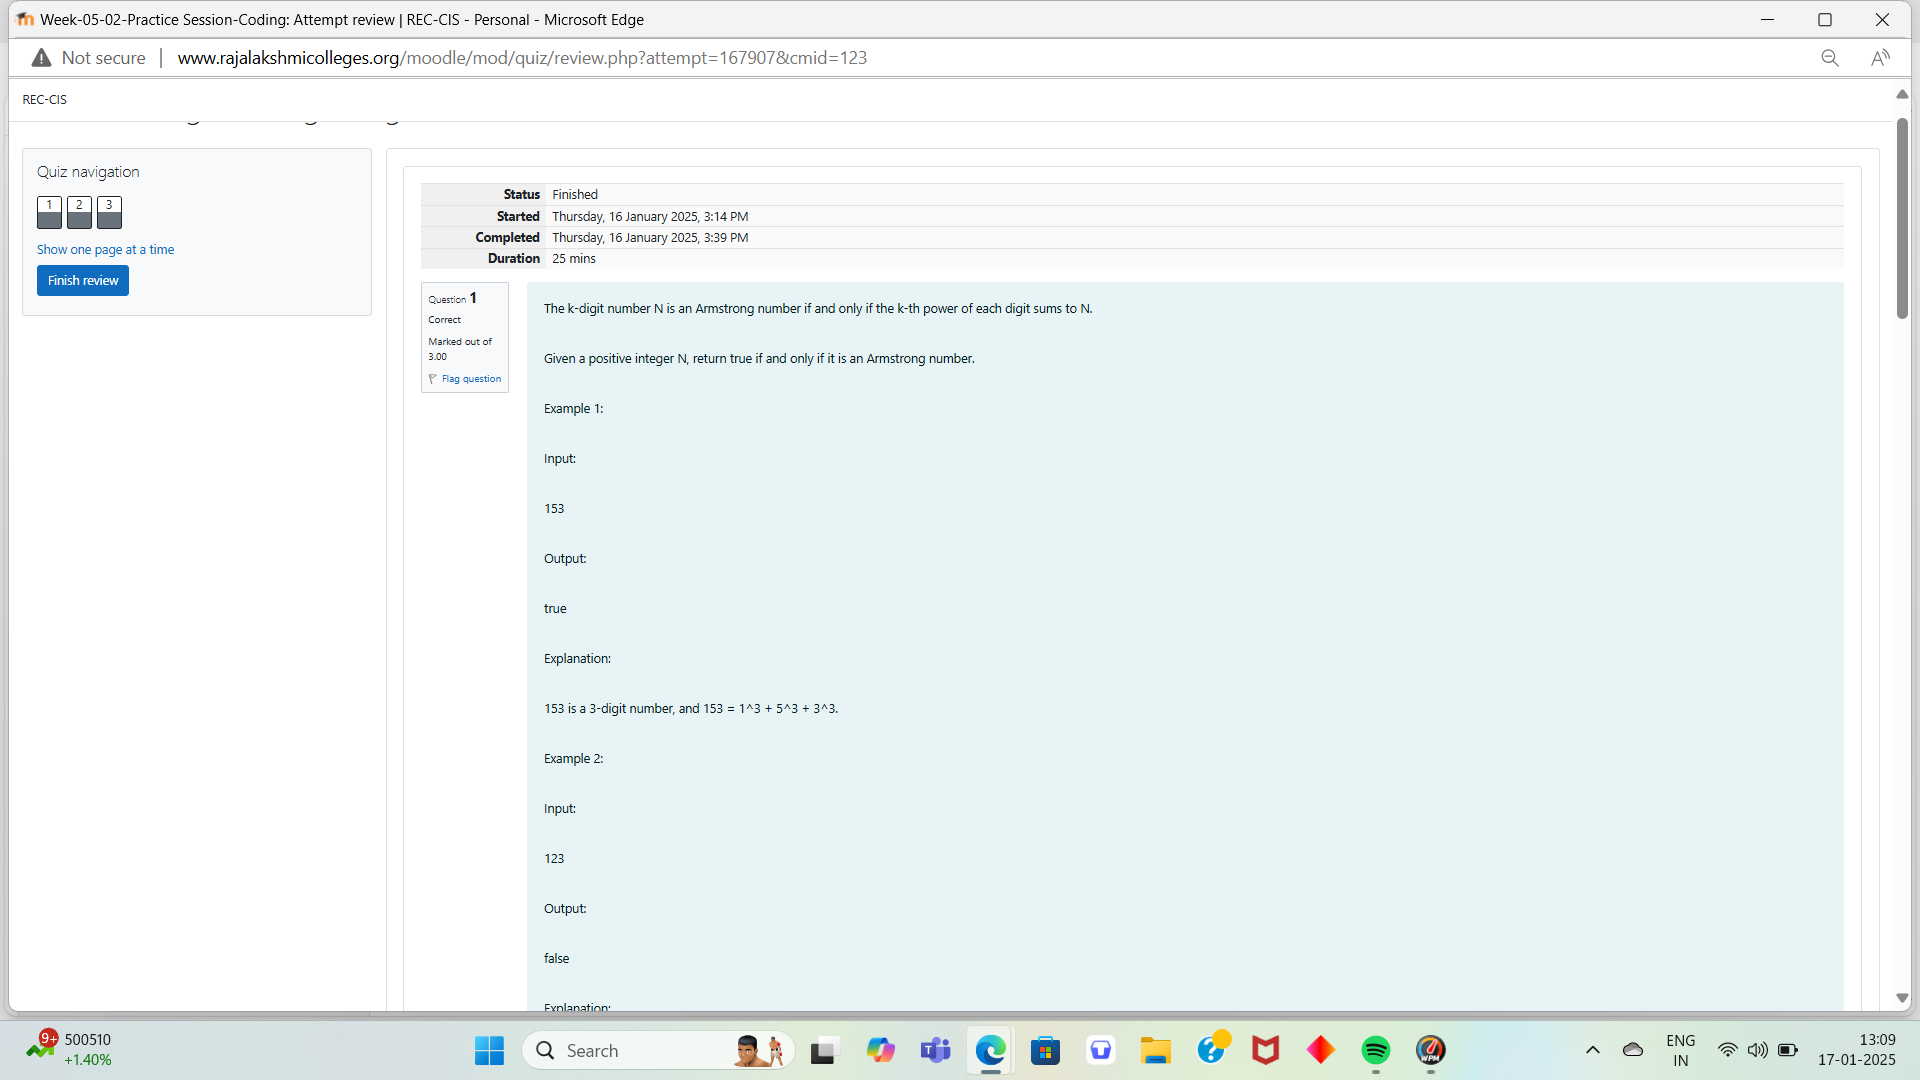 Week-05-02-Practice Session-Coding: Attempt review | REC-CIS - Personal - Microsoft Edge
Not secure
www.rajalakshmicolleges.org/moodle/mod/quiz/review.php?attempt=167907&cmid=123
REC-CIS
Quiz navigation
1 2 3
Show one page at a time
Finish review
Status Finished
Started Thursday, 16 January 2025, 3:14 PM
Completed Thursday, 16 January 2025, 3:39 PM
Duration 25 mins
Question 1
Correct
Marked out of
3.00
Flag question
The k-digit number N is an Armstrong number if and only if the k-th power of each digit sums to N.
Given a positive integer N, return true if and only if it is an Armstrong number.
Example 1:
Input:
153
Output:
true
Explanation:
153 is a 3-digit number, and 153 = 1^3 + 5^3 + 3^3.
Example 2:
Input:
123
Output:
false
Explanation:
9+
500510
+1.40%
Search
WPM
ENG
IN
13:09
17-01-2025